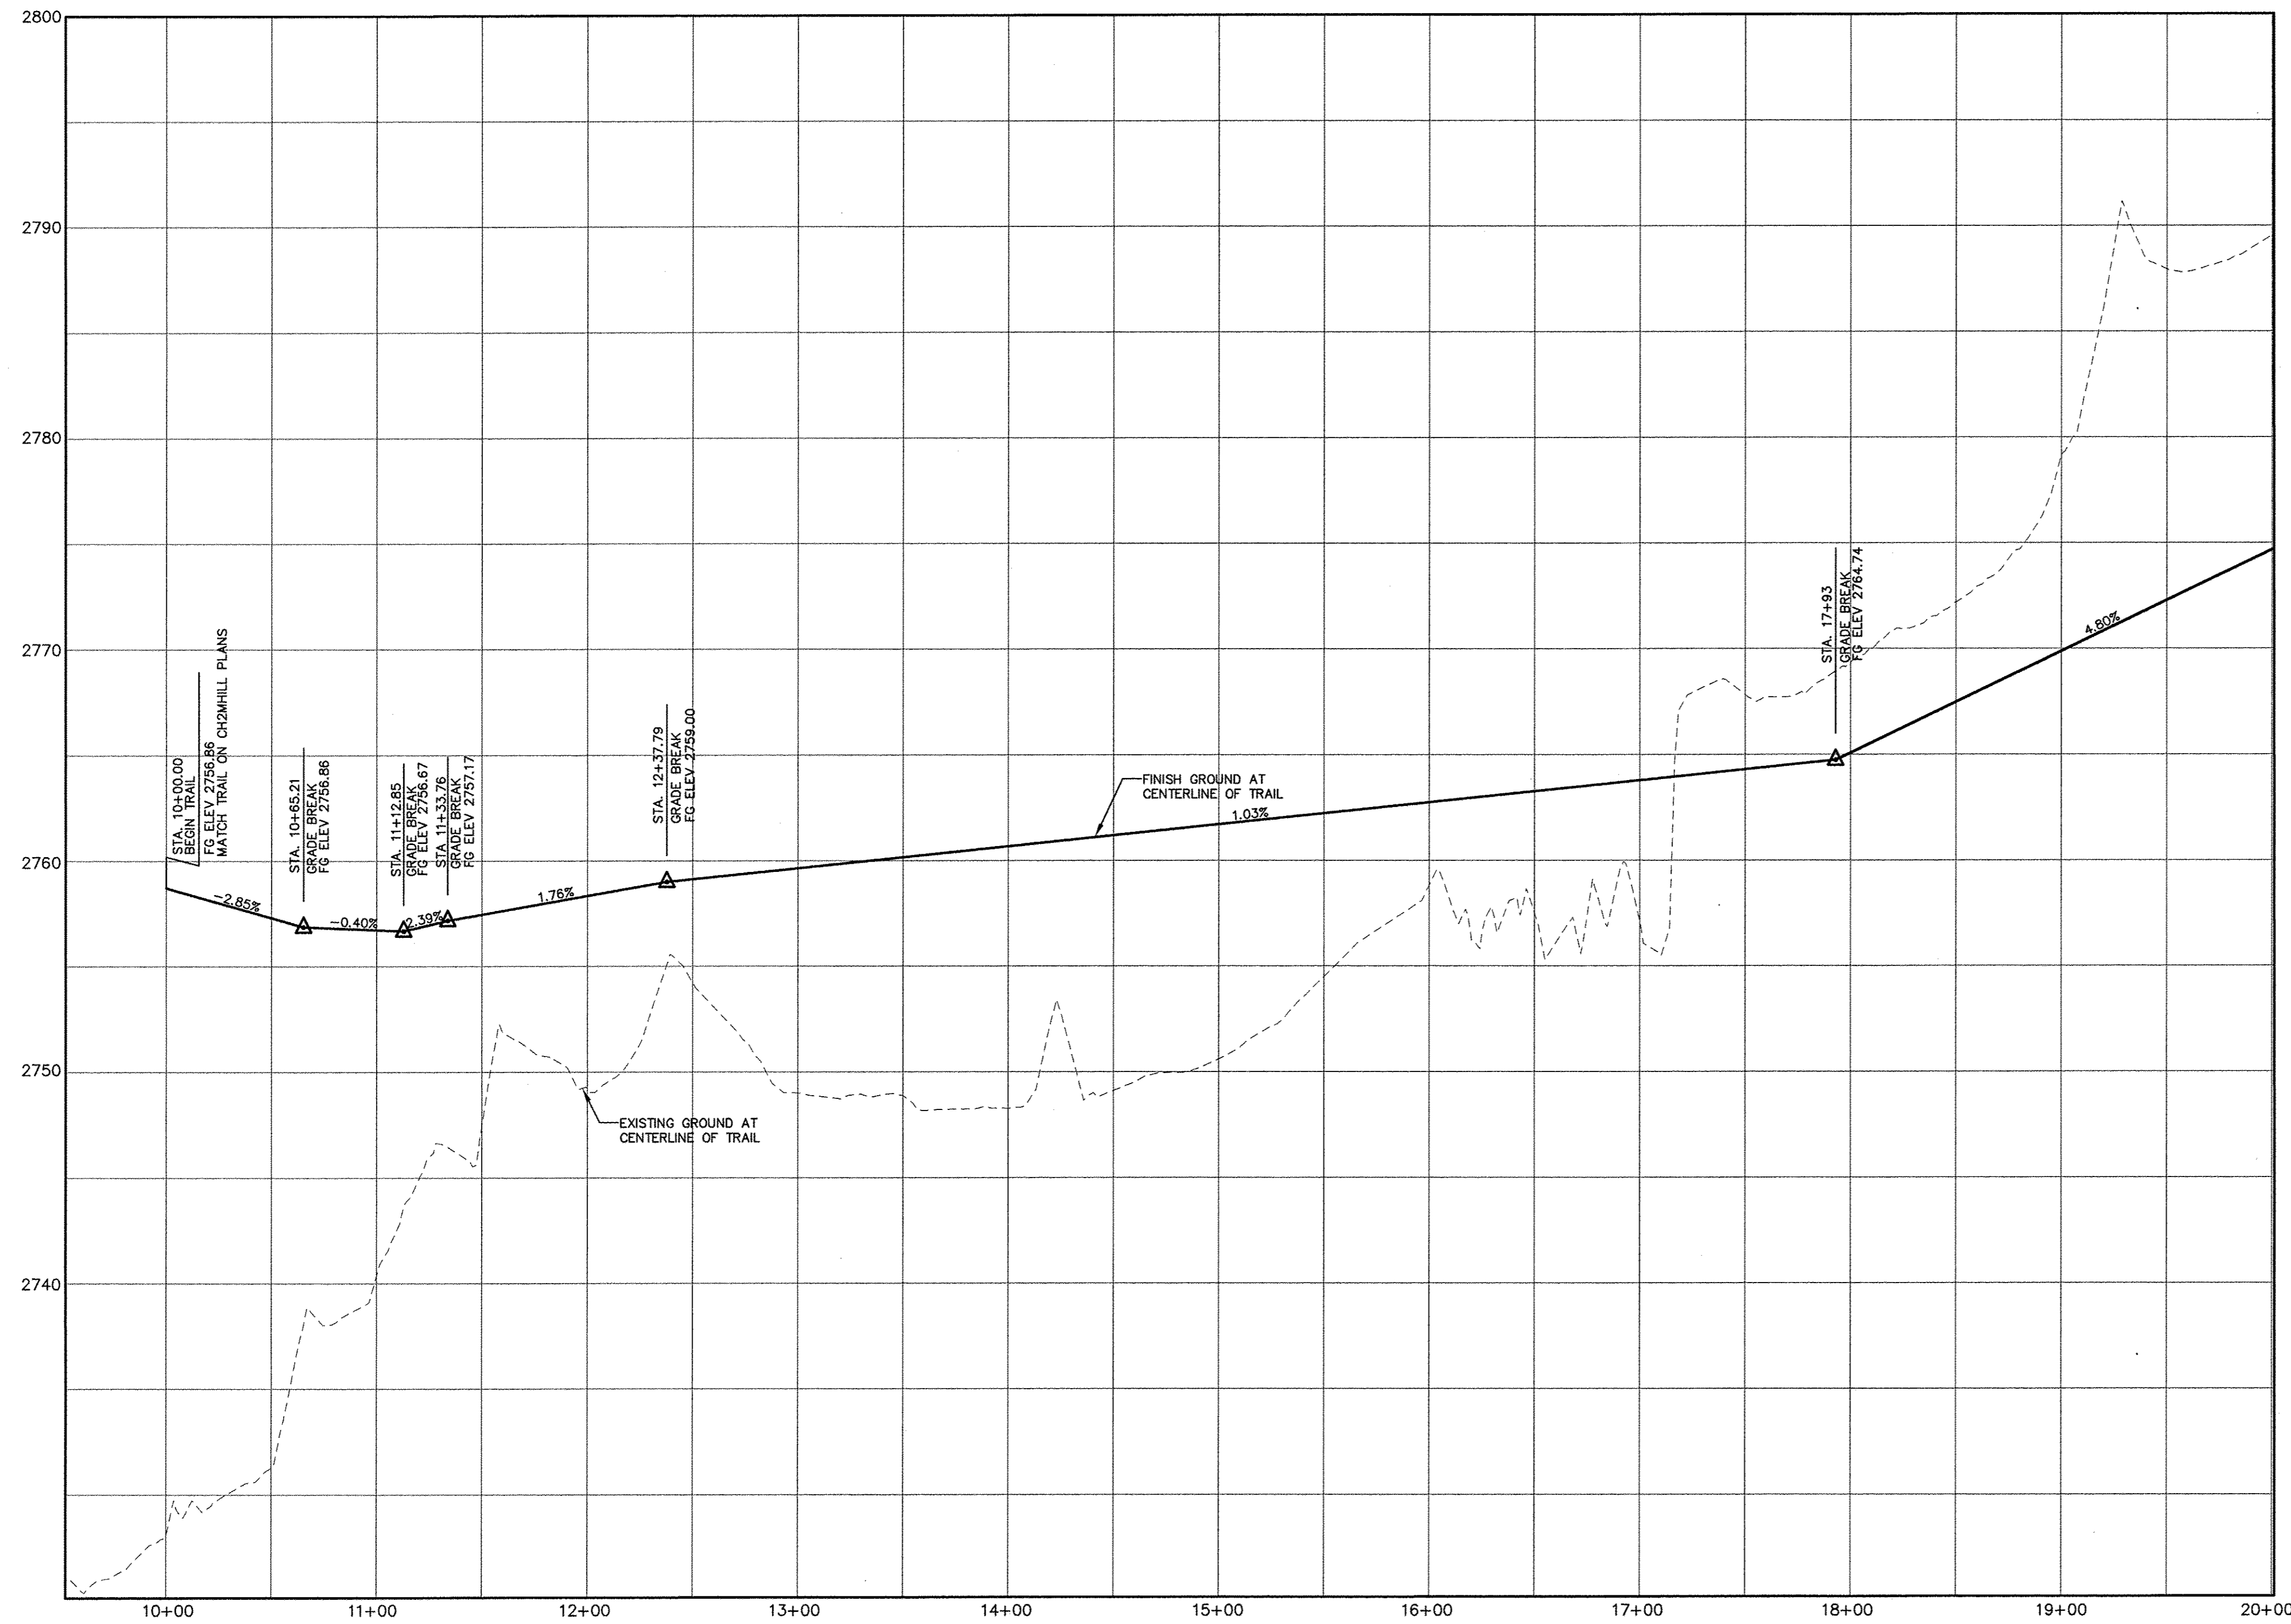 2800
2790
2780
2770
2760
2750
2740
STA. 10+00.00
BEGIN TRAIL
FG ELEV 2756.86
MATCH TRAIL ON CH2MHILL PLANS
STA. 10+65.21
GRADE BREAK
FG ELEV 2756.86
STA. 11+12.85
GRADE BREAK
FG ELEV 2756.67
STA 11+33.76
GRADE BREAK
FG ELEV 2757.17
STA. 12+37.79
GRADE BREAK
FG ELEV 2759.00
STA. 17+93
GRADE BREAK
FG ELEV 2764.74
-2.85%
-0.40%
2.39%
1.76%
FINISH GROUND AT
CENTERLINE OF TRAIL
1.03%
4.80%
EXISTING GROUND AT
CENTERLINE OF TRAIL
10+00
11+00
12+00
13+00
14+00
15+00
16+00
17+00
18+00
19+00
20+00